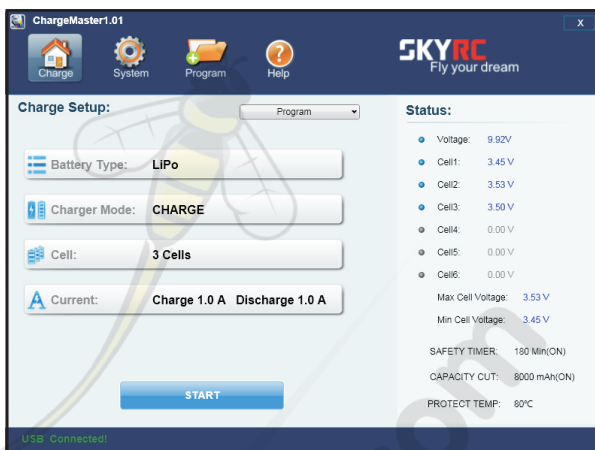 ChargeMaster1.01
X
Charge
System
Program
Help
SKYRC
Fly your dream
Charge Setup:
Program
Battery Type: LiPo
Charger Mode: CHARGE
Cell: 3 Cells
Current: Charge 1.0 A Discharge 1.0 A
START
Status:
Voltage: 9.92V
Cell1: 3.45 V
Cell2: 3.53 V
Cell3: 3.50 V
Cell4: 0.00 V
Cell5: 0.00 V
Cell6: 0.00 V
Max Cell Voltage: 3.53 V
Min Cell Voltage: 3.45 V
SAFETY TIMER: 180 Min(ON)
CAPACITY CUT: 8000 mAh(ON)
PROTECT TEMP: 80°C
USB Connected!
com